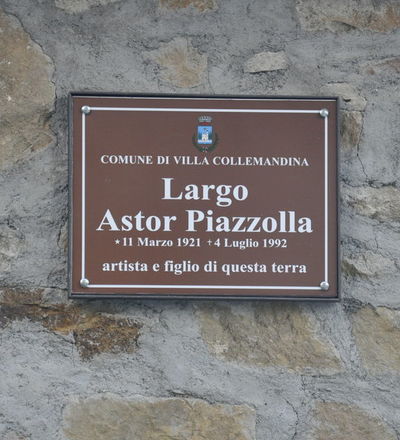 COMUNE DI VILLA COLLEMANDINA
Largo
Astor Piazzolla
★11 Marzo 1921 +4 Luglio 1992
artista e figlio di questa terra